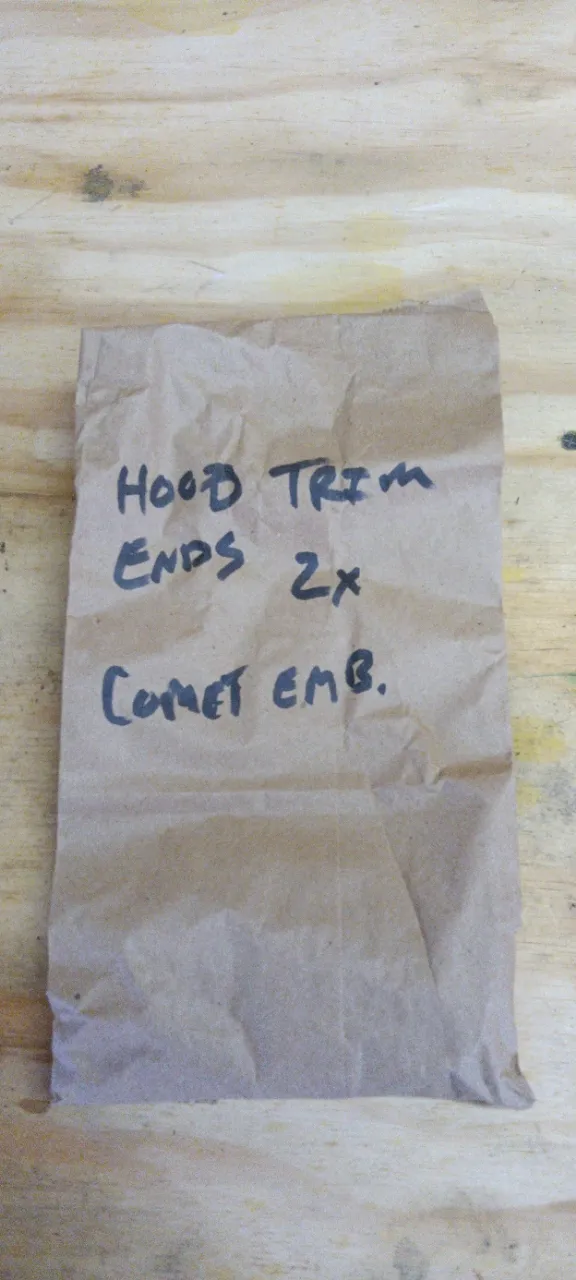 HOOD TRIM
ENDS 2x
COMET EMB.